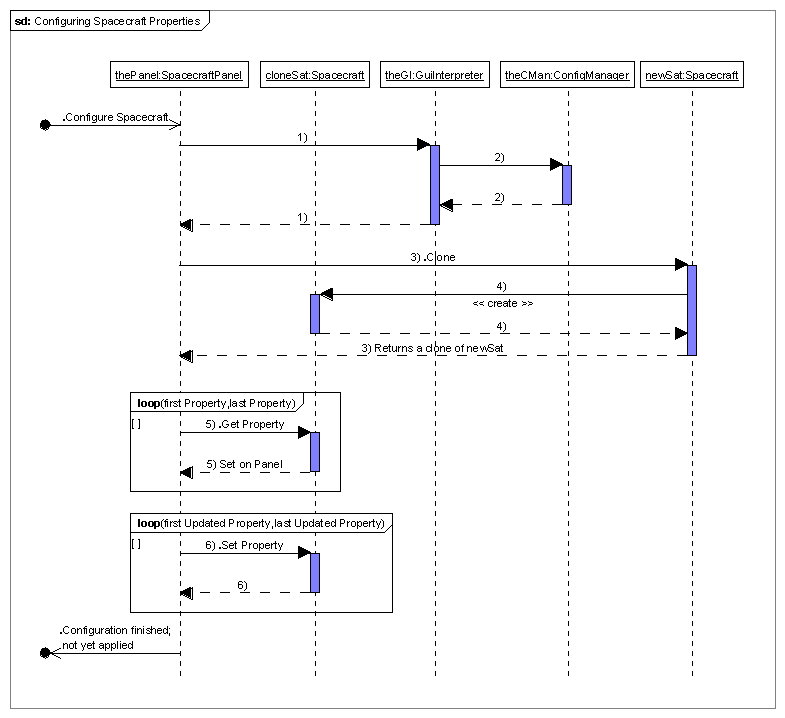 sd: Configuring Spacecraft Properties
thePanel:SpacecraftPanel
cloneSat:Spacecraft
theGI:GuiInterpreter
theCMan:ConfigManager
newSat:Spacecraft
.Configure Spacecraft
1)
2)
2)
1)
3) .Clone
4)
<< create >>
4)
3) Returns a clone of newSat
loop(first Property,last Property)
[ ]
5) .Get Property
5) Set on Panel
loop(first Updated Property,last Updated Property)
[ ]
6) .Set Property
6)
.Configuration finished;
not yet applied